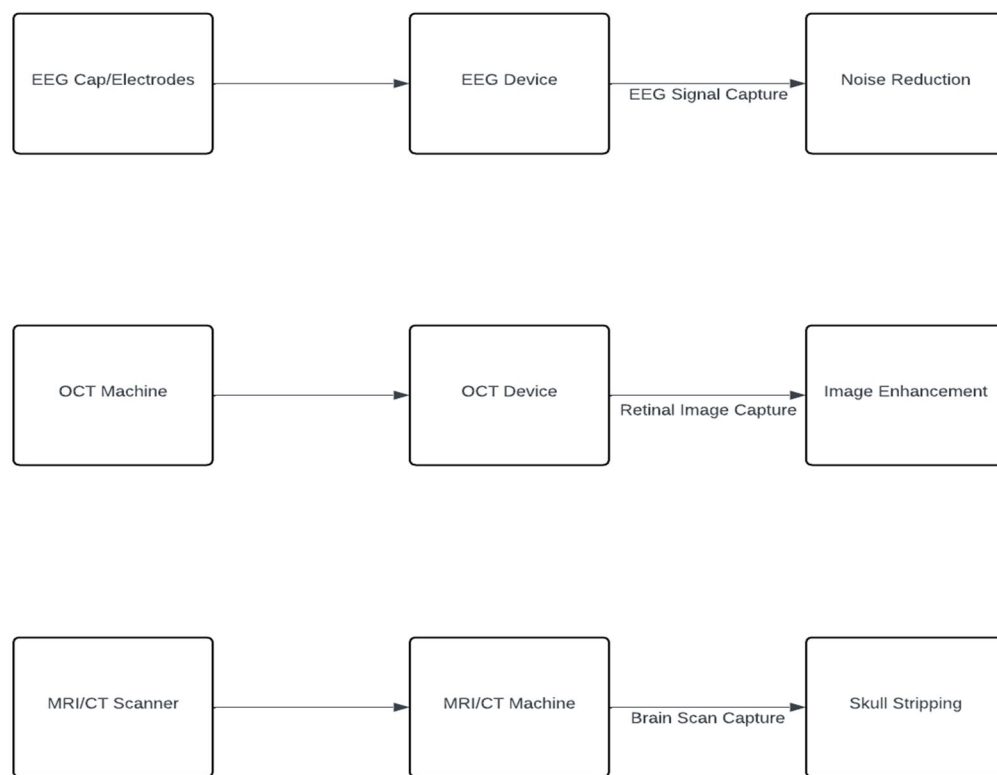 EEG Cap/Electrodes
EEG Device
EEG Signal Capture
Noise Reduction
OCT Machine
OCT Device
Retinal Image Capture
Image Enhancement
MRI/CT Scanner
MRI/CT Machine
Brain Scan Capture
Skull Stripping